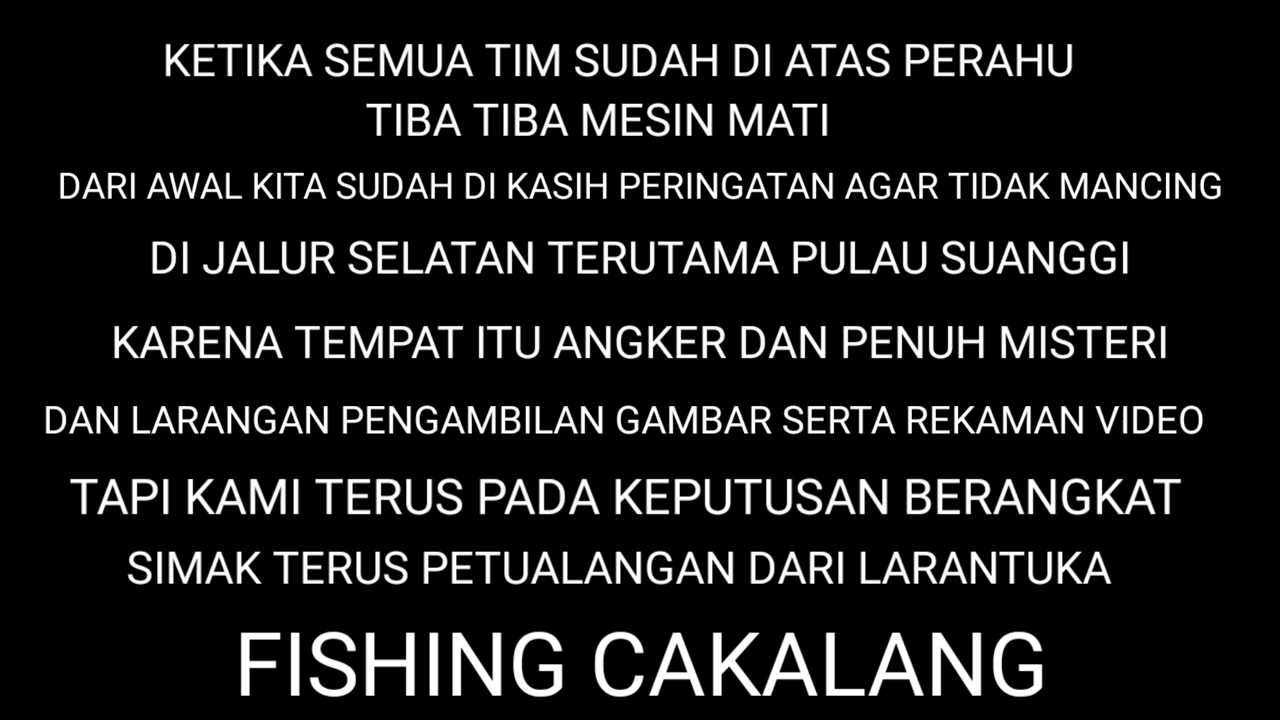 KETIKA SEMUA TIM SUDAH DI ATAS PERAHU
TIBA TIBA MESIN MATI
DARI AWAL KITA SUDAH DI KASIH PERINGATAN AGAR TIDAK MANCING
DI JALUR SELATAN TERUTAMA PULAU SUANGGI
KARENA TEMPAT ITU ANGKER DAN PENUH MISTERI
DAN LARANGAN PENGAMBILAN GAMBAR SERTA REKAMAN VIDEO
TAPI KAMI TERUS PADA KEPUTUSAN BERANGKAT
SIMAK TERUS PETUALANGAN DARI LARANTUKA
FISHING CAKALANG